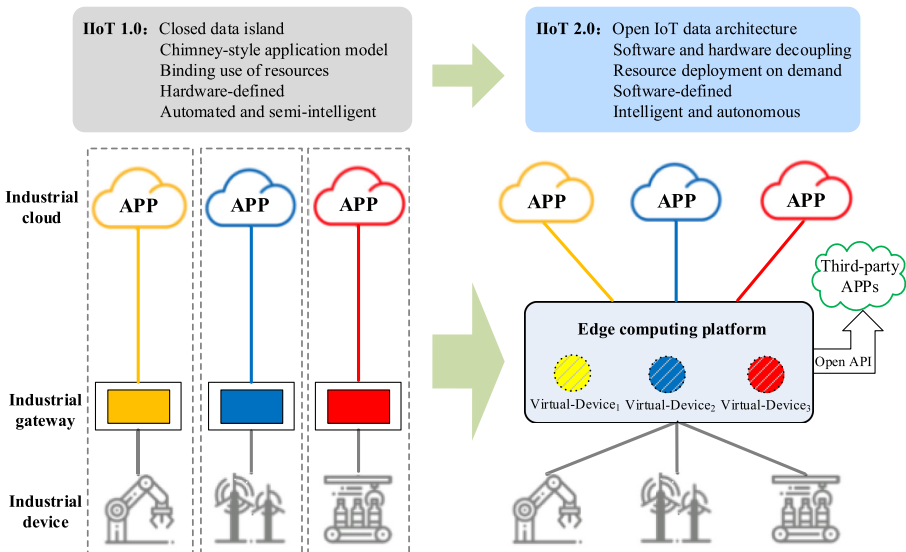 IIoT 1.0： Closed data island
Chimney-style application model
Binding use of resources
Hardware-defined
Automated and semi-intelligent
IIoT 2.0： Open IoT data architecture
Software and hardware decoupling
Resource deployment on demand
Software-defined
Intelligent and autonomous
Industrial
cloud
APP
APP
APP
APP
APP
APP
Third-party
APPs
Edge computing platform
Open API
Virtual-Device1
Virtual-Device2
Virtual-Device3
Industrial
gateway
Industrial
device